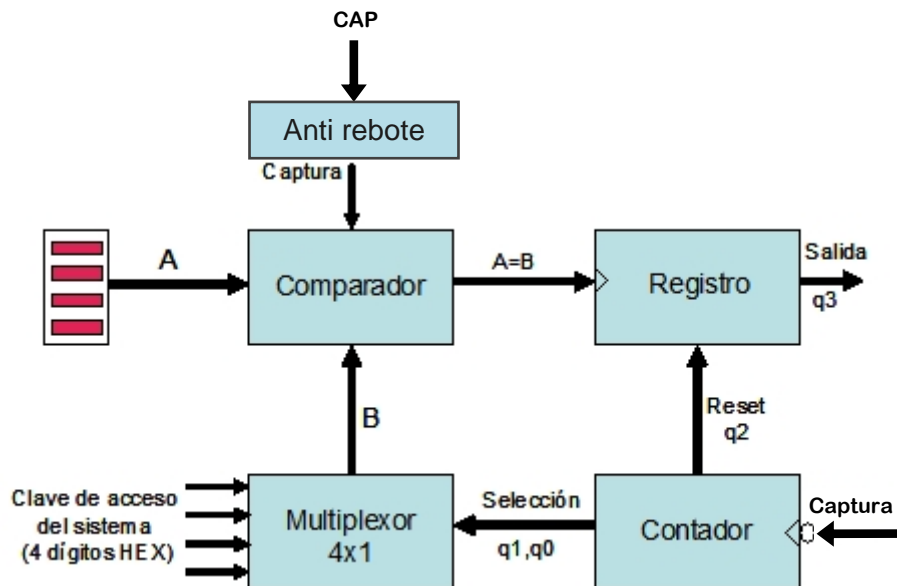 CAP
Anti rebote
Captura
A
Comparador
A=B
Registro
Salida
q3
B
Reset
q2
Clave de acceso
del sistema
(4 dígitos HEX)
Multiplexor
4x1
Selección
q1,q0
Contador
Captura